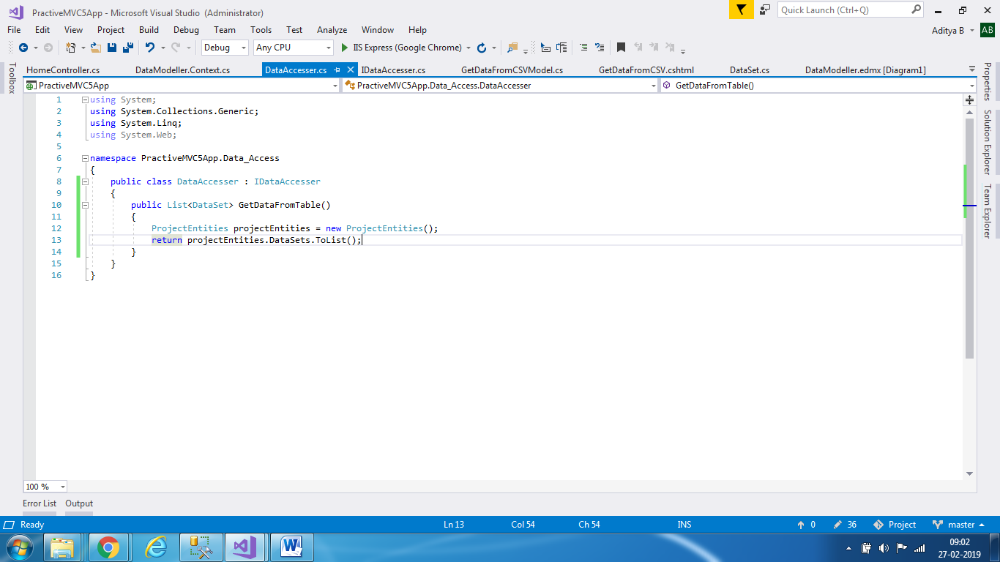 PractiveMVC5App - Microsoft Visual Studio (Administrator)
Quick Launch (Ctrl+Q)
File Edit View Project Build Debug Team Tools Test Analyze Window Help
Aditya B AB
Debug Any CPU IIS Express (Google Chrome)
Toolbox
HomeController.cs DataModeller.Context.cs DataAccesser.cs IDataAccesser.cs GetDataFromCSVModel.cs GetDataFromCSV.cshtml DataSet.cs DataModeller.edmx [Diagram1]
PractiveMVC5App PractiveMVC5App.Data_Access.DataAccesser GetDataFromTable()
Properties
Solution Explorer
Team Explorer
1 using System;
2 using System.Collections.Generic;
3 using System.Linq;
4 using System.Web;
5
6 namespace PractiveMVC5App.Data_Access
7 {
8 public class DataAccesser : IDataAccesser
9 {
10 public List<DataSet> GetDataFromTable()
11 {
12 ProjectEntities projectEntities = new ProjectEntities();
13 return projectEntities.DataSets.ToList();
14 }
15 }
16 }
100 %
Error List Output
Ready Ln 13 Col 54 Ch 54 INS 0 36 Project master
09:02
27-02-2019